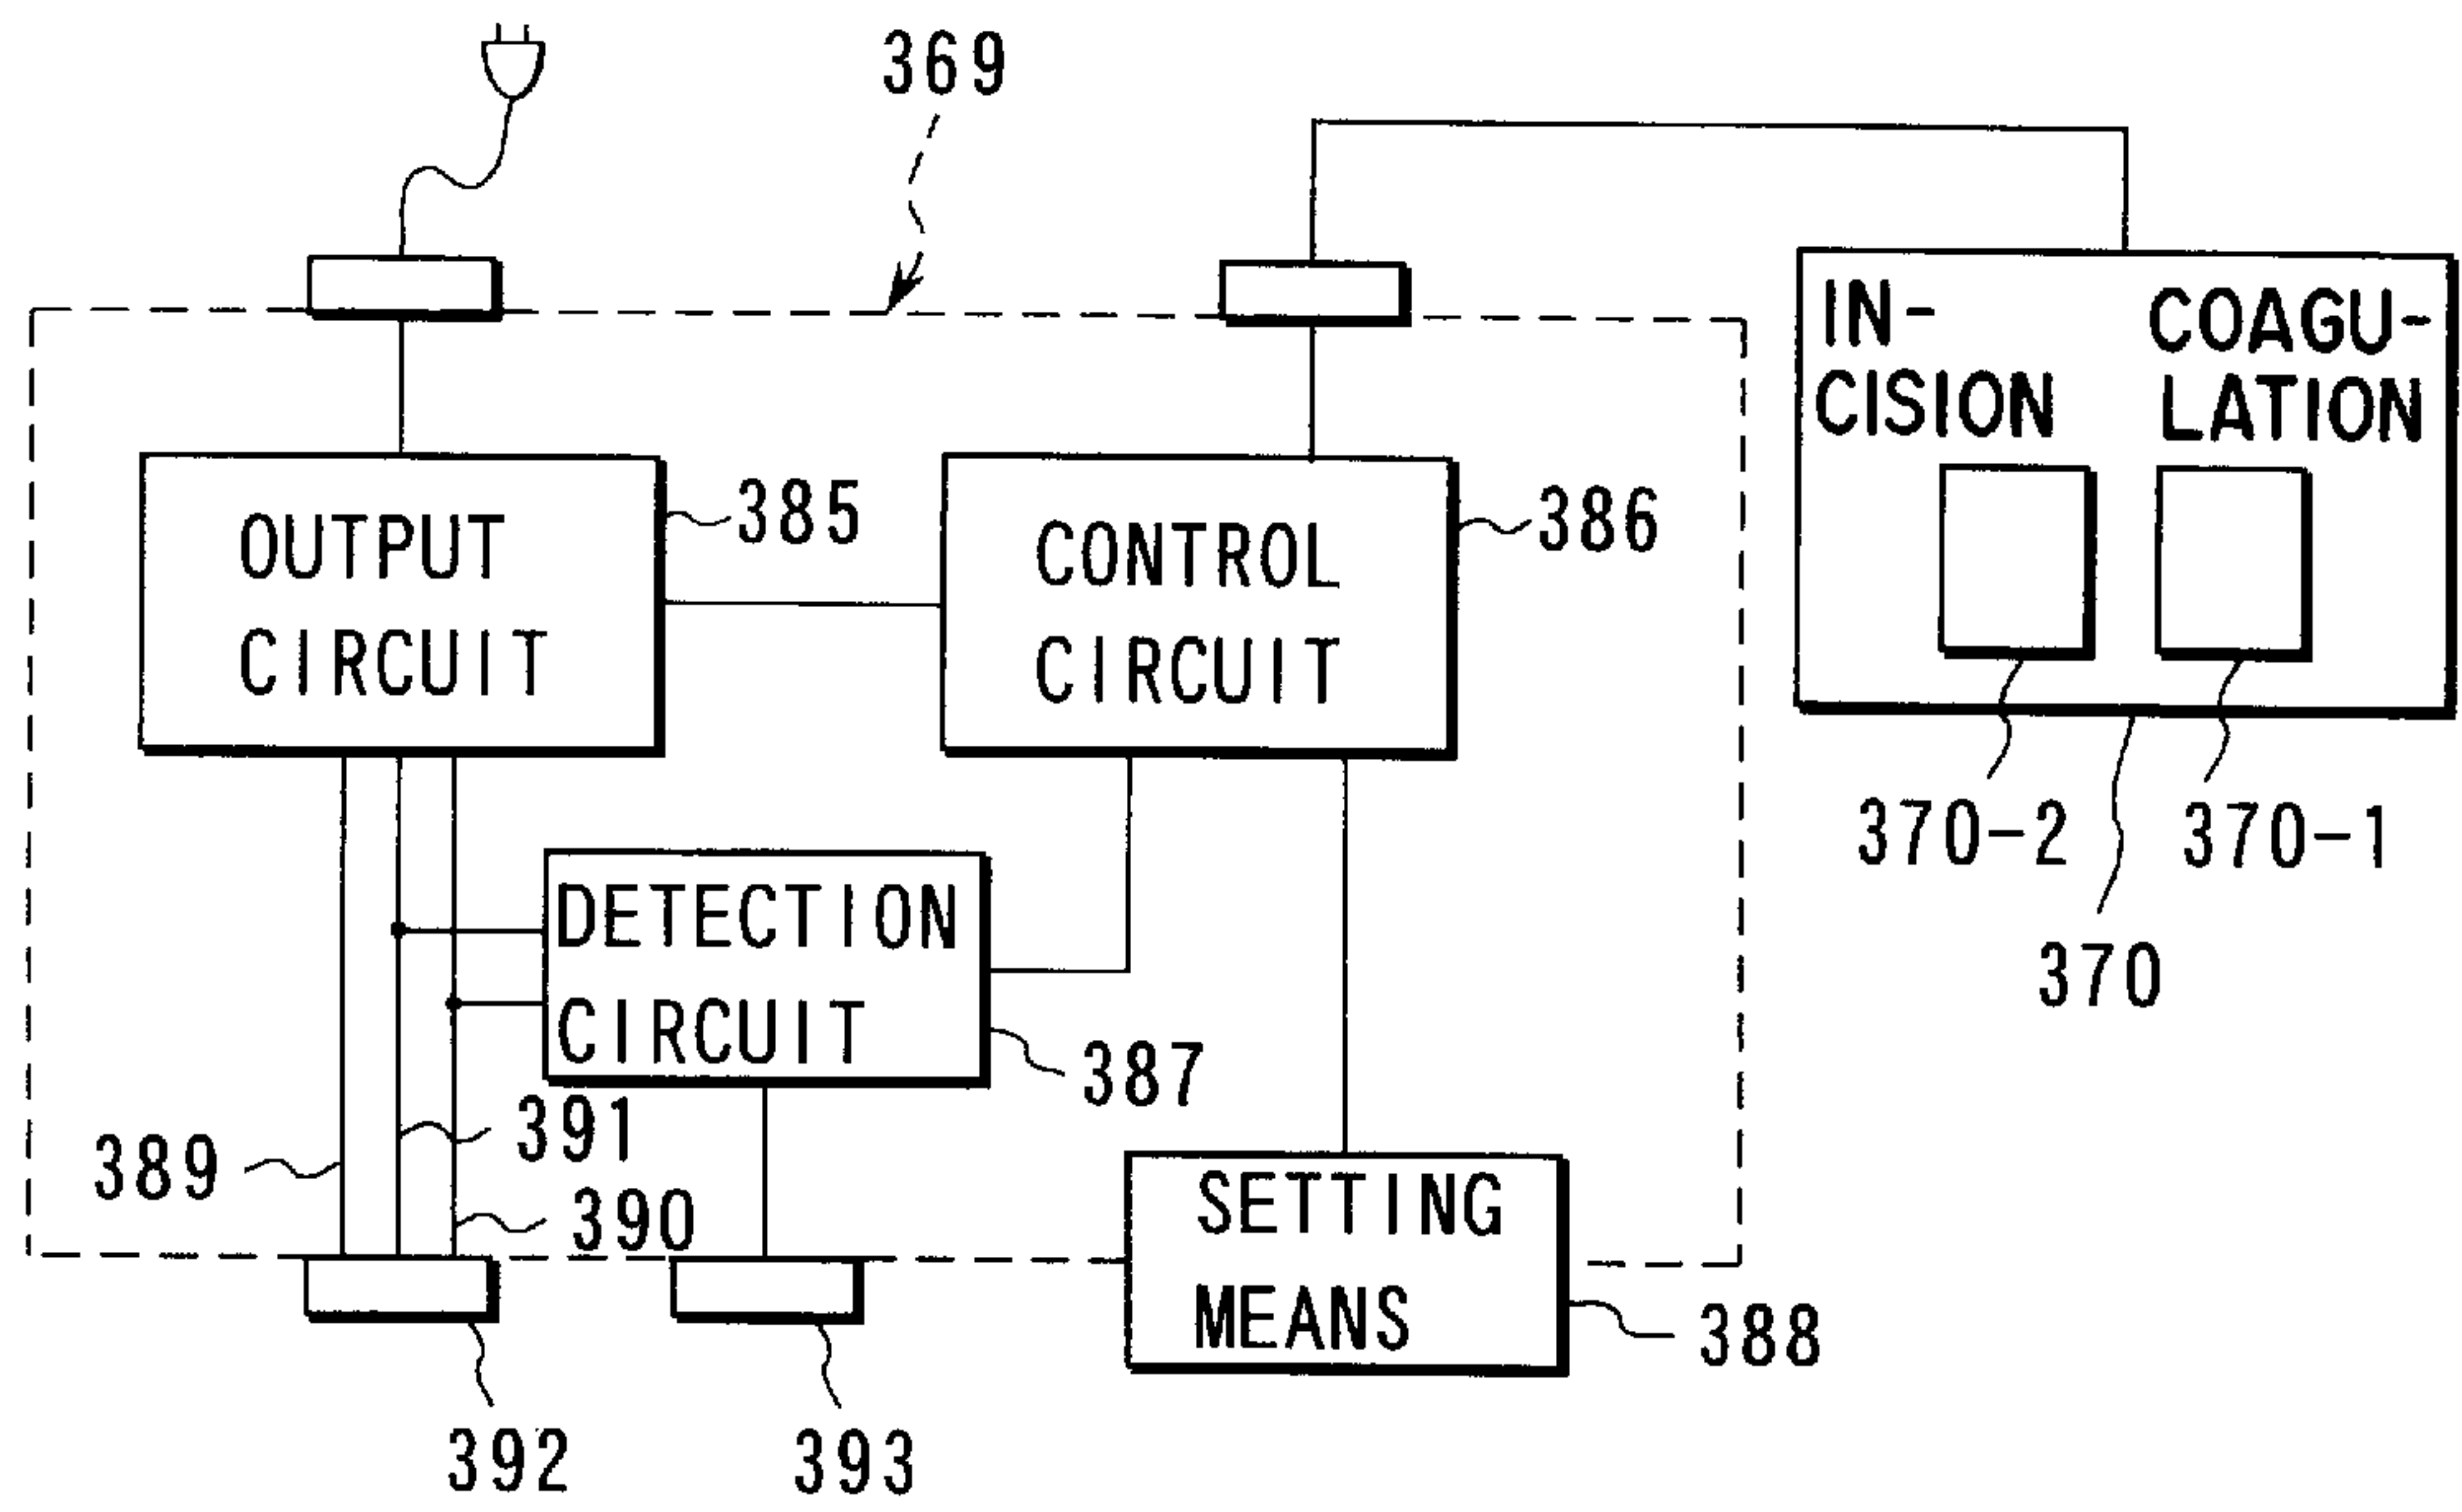 369
IN-
CISION
COAGU-
LATION
OUTPUT
CIRCUIT
385
CONTROL
CIRCUIT
386
370-2
370-1
370
DETECTION
CIRCUIT
387
391
389
390
SETTING
MEANS
388
392
393